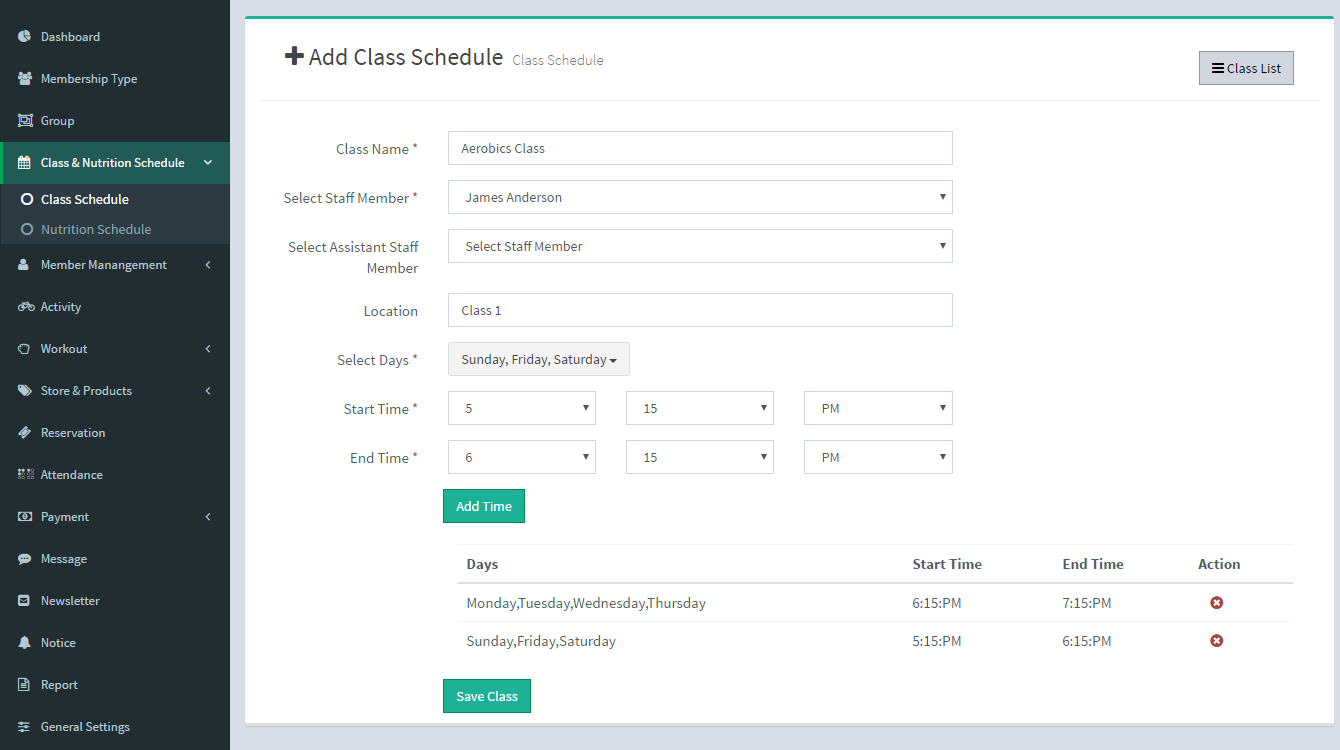 Dashboard
Membership Type
Group
Class & Nutrition Schedule
Class Schedule
Nutrition Schedule
Member Manangement
Activity
Workout
Store & Products
Reservation
Attendance
Payment
Message
Newsletter
Notice
Report
General Settings
Add Class Schedule Class Schedule
Class List
Class Name * Aerobics Class
Select Staff Member * James Anderson
Select Assistant Staff
Member
Select Staff Member
Location Class 1
Select Days * Sunday, Friday, Saturday
Start Time * 5 15 PM
End Time * 6 15 PM
Add Time
Days Start Time End Time Action
Monday,Tuesday,Wednesday,Thursday 6:15:PM 7:15:PM
Sunday,Friday,Saturday 5:15:PM 6:15:PM
Save Class